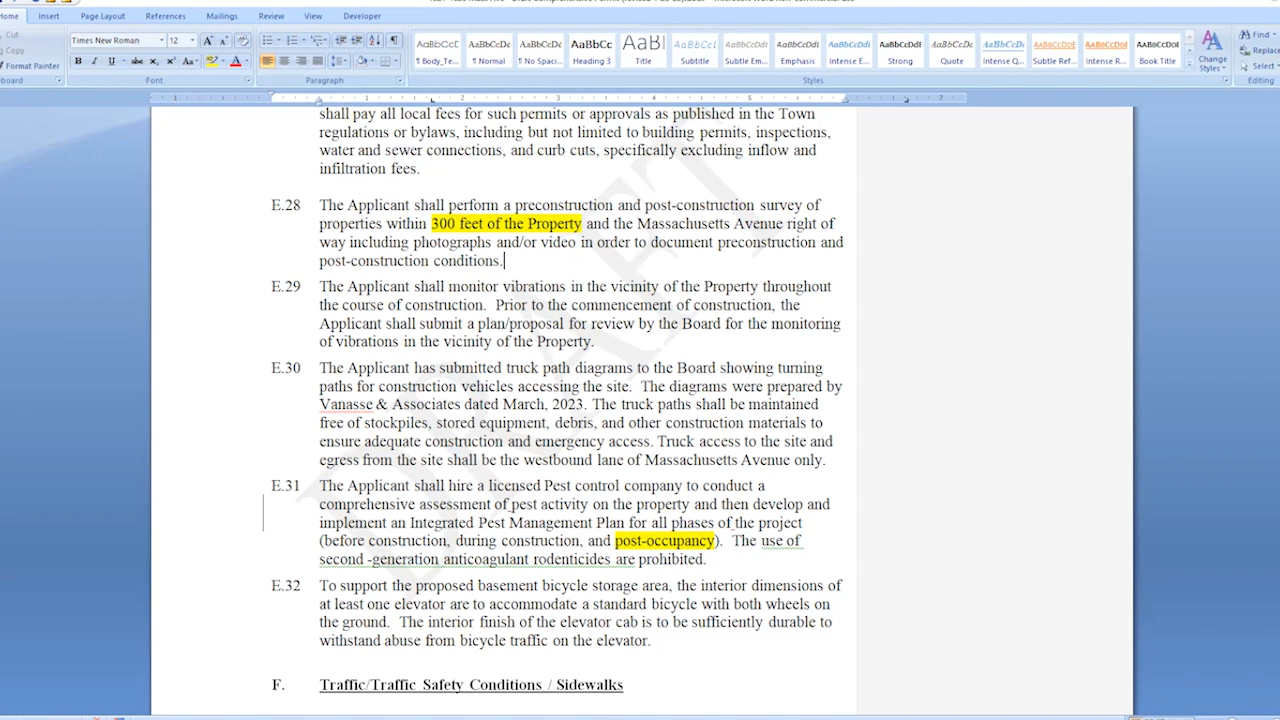 Home Insert Page Layout References Mailings Review View Developer
Cut
Copy
Format Painter
Times New Roman 12
Font Paragraph Styles Editing
AaBbCcDc AaBbCcDc AaBbCcDc AaBbCc AaBl AaBbCcl AaBbCcDdl AaBbCcDdl AaBbCcDdl AaBbCcDdE AaBbCcDdl AaBbCcDdl AaBbCcDdE AaBbCcDdE AaBbCcDdE
¶ Body_Te... ¶ Normal ¶ No Spaci... Heading 3 Title Subtitle Subtle Em... Emphasis Intense E... Strong Quote Intense Q... Subtle Ref... Intense R... Book Title
Change Styles
Find
Replace
Select
shall pay all local fees for such permits or approvals as published in the Town
regulations or bylaws, including but not limited to building permits, inspections,
water and sewer connections, and curb cuts, specifically excluding inflow and
infiltration fees.
E.28 The Applicant shall perform a preconstruction and post-construction survey of
properties within 300 feet of the Property and the Massachusetts Avenue right of
way including photographs and/or video in order to document preconstruction and
post-construction conditions.
E.29 The Applicant shall monitor vibrations in the vicinity of the Property throughout
the course of construction.  Prior to the commencement of construction, the
Applicant shall submit a plan/proposal for review by the Board for the monitoring
of vibrations in the vicinity of the Property.
E.30 The Applicant has submitted truck path diagrams to the Board showing turning
paths for construction vehicles accessing the site.  The diagrams were prepared by
Vanasse & Associates dated March, 2023. The truck paths shall be maintained
free of stockpiles, stored equipment, debris, and other construction materials to
ensure adequate construction and emergency access. Truck access to the site and
egress from the site shall be the westbound lane of Massachusetts Avenue only.
E.31 The Applicant shall hire a licensed Pest control company to conduct a
comprehensive assessment of pest activity on the property and then develop and
implement an Integrated Pest Management Plan for all phases of the project
(before construction, during construction, and post-occupancy).  The use of
second -generation anticoagulant rodenticides are prohibited.
E.32 To support the proposed basement bicycle storage area, the interior dimensions of
at least one elevator are to accommodate a standard bicycle with both wheels on
the ground.  The interior finish of the elevator cab is to be sufficiently durable to
withstand abuse from bicycle traffic on the elevator.
F. Traffic/Traffic Safety Conditions / Sidewalks
DRAFT